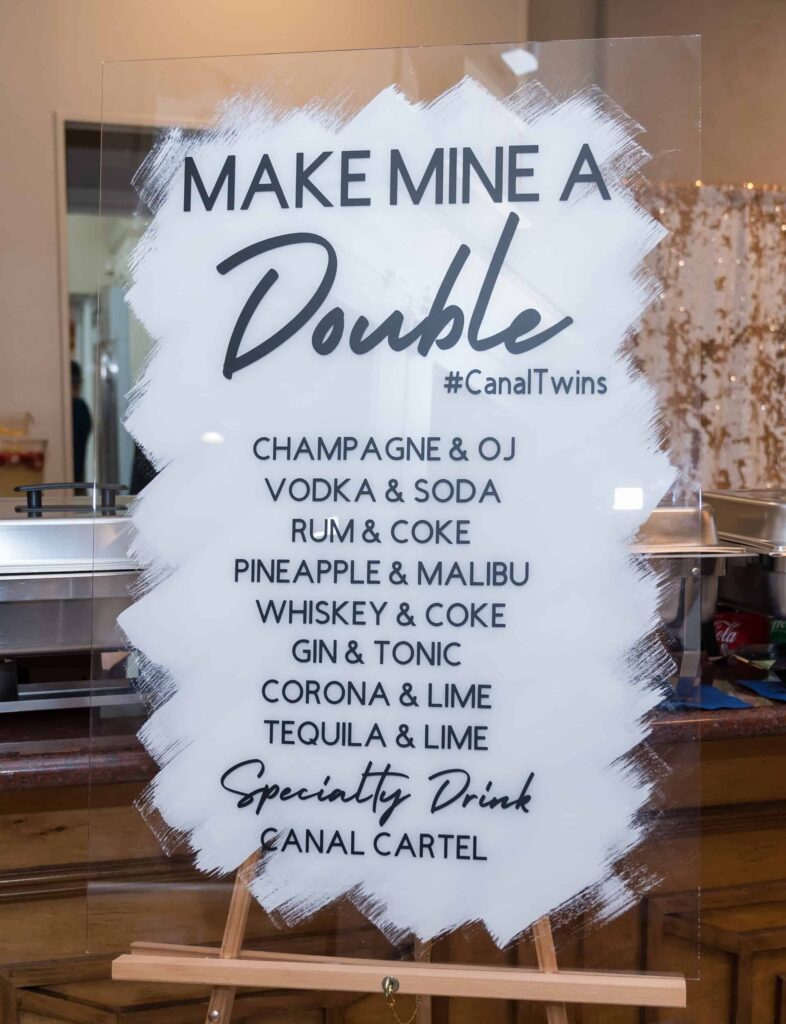 MAKE MINE A
Double
#CanalTwins
CHAMPAGNE & OJ
VODKA & SODA
RUM & COKE
PINEAPPLE & MALIBU
WHISKEY & COKE
GIN & TONIC
CORONA & LIME
TEQUILA & LIME
Specialty Drink
CANAL CARTEL
Cola